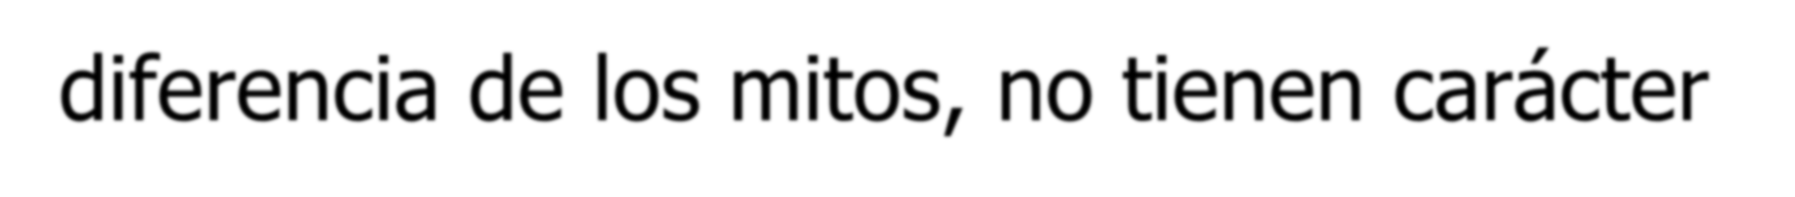 diferencia de los mitos, no tienen carácter